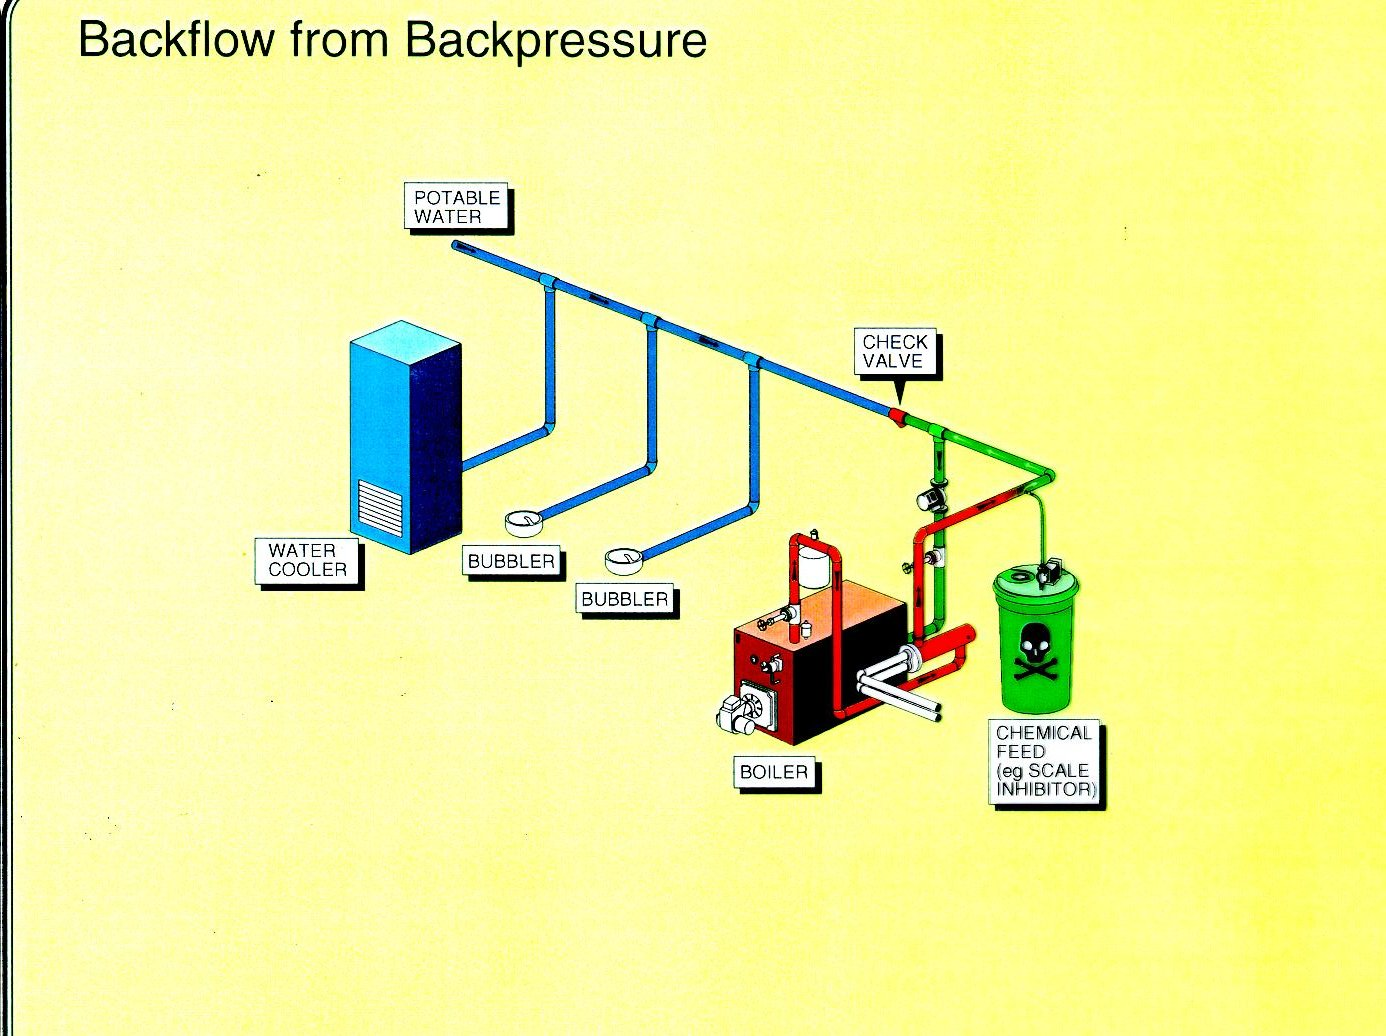 Backflow from Backpressure
POTABLE
WATER
CHECK
VALVE
WATER
COOLER
BUBBLER
BUBBLER
BOILER
CHEMICAL
FEED
(eg SCALE
INHIBITOR)